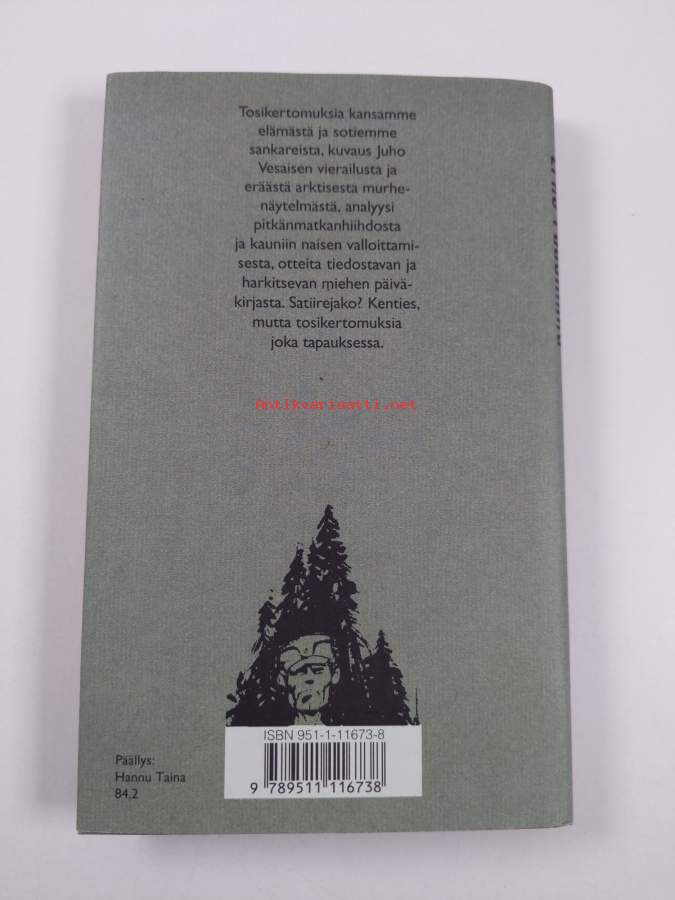 Tosikertomuksia kansamme
elämästä ja sotiemme
sankareista, kuvaus Juho
Vesaisen vierailusta ja
eräästä arktisesta murhe-
näytelmästä, analyysi
pitkänmatkanhiihdosta
ja kauniin naisen valloittami-
sesta, otteita tiedostavan ja
harkitsevan miehen päivä-
kirjasta. Satiirejako? Kenties,
mutta tosikertomuksia
joka tapauksessa.
Antikvariaatti.net
ISBN 951-1-11673-8
9 789511 116738
Päällys:
Hannu Taina
84,2